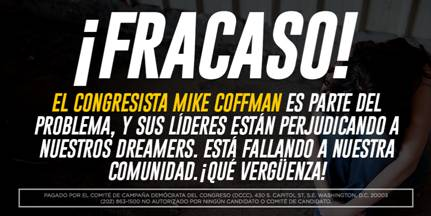 ¡FRACASO!
EL CONGRESISTA MIKE COFFMAN ES PARTE DEL
PROBLEMA, Y SUS LÍDERES ESTÁN PERJUDICANDO A
NUESTROS DREAMERS. ESTÁ FALLANDO A NUESTRA
COMUNIDAD. ¡QUÉ VERGÜENZA!
PAGADO POR EL COMITÉ DE CAMPAÑA DEMÓCRATA DEL CONGRESO (DCCC). 430 S. CAPITOL ST, S.E. WASHINGTON, D.C. 20003
(202) 863-1500 NO AUTORIZADO POR NINGÚN CANDIDATO O COMITÉ DE CANDIDATO.